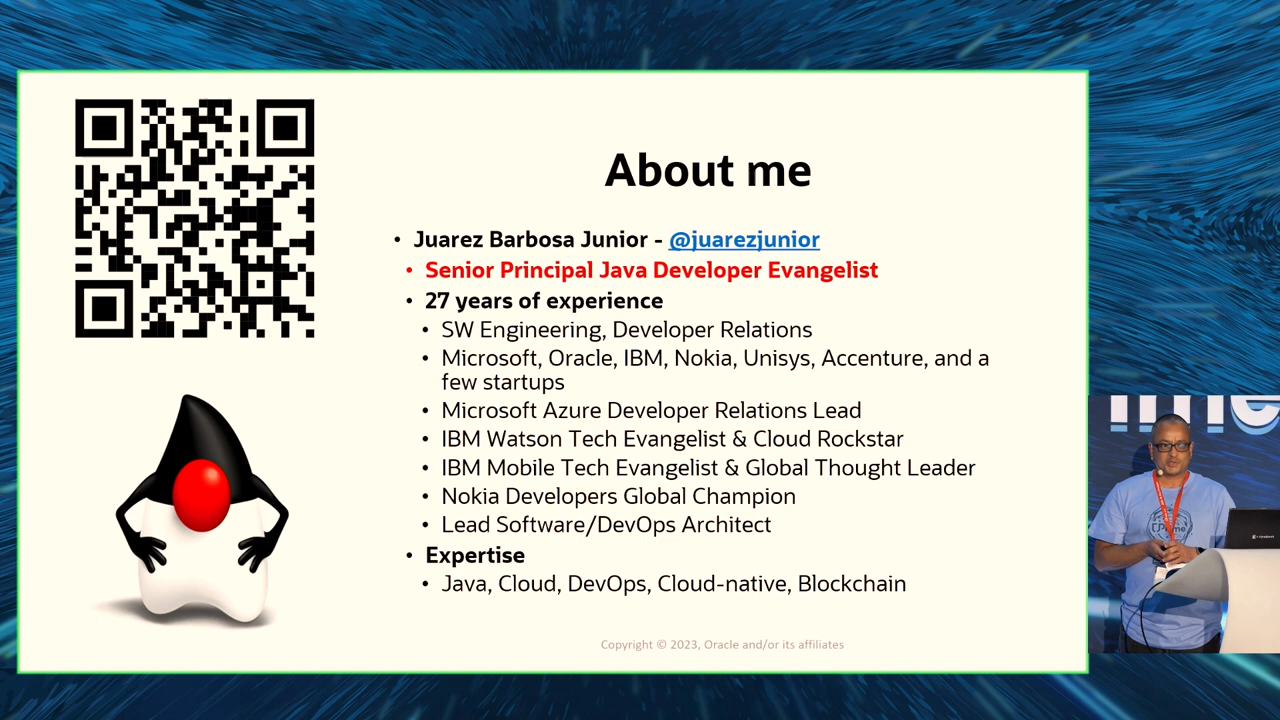 About me
• Juarez Barbosa Junior - @juarezjunior
• Senior Principal Java Developer Evangelist
• 27 years of experience
• SW Engineering, Developer Relations
• Microsoft, Oracle, IBM, Nokia, Unisys, Accenture, and a
few startups
• Microsoft Azure Developer Relations Lead
• IBM Watson Tech Evangelist & Cloud Rockstar
• IBM Mobile Tech Evangelist & Global Thought Leader
• Nokia Developers Global Champion
• Lead Software/DevOps Architect
• Expertise
• Java, Cloud, DevOps, Cloud-native, Blockchain
Copyright © 2023, Oracle and/or its affiliates